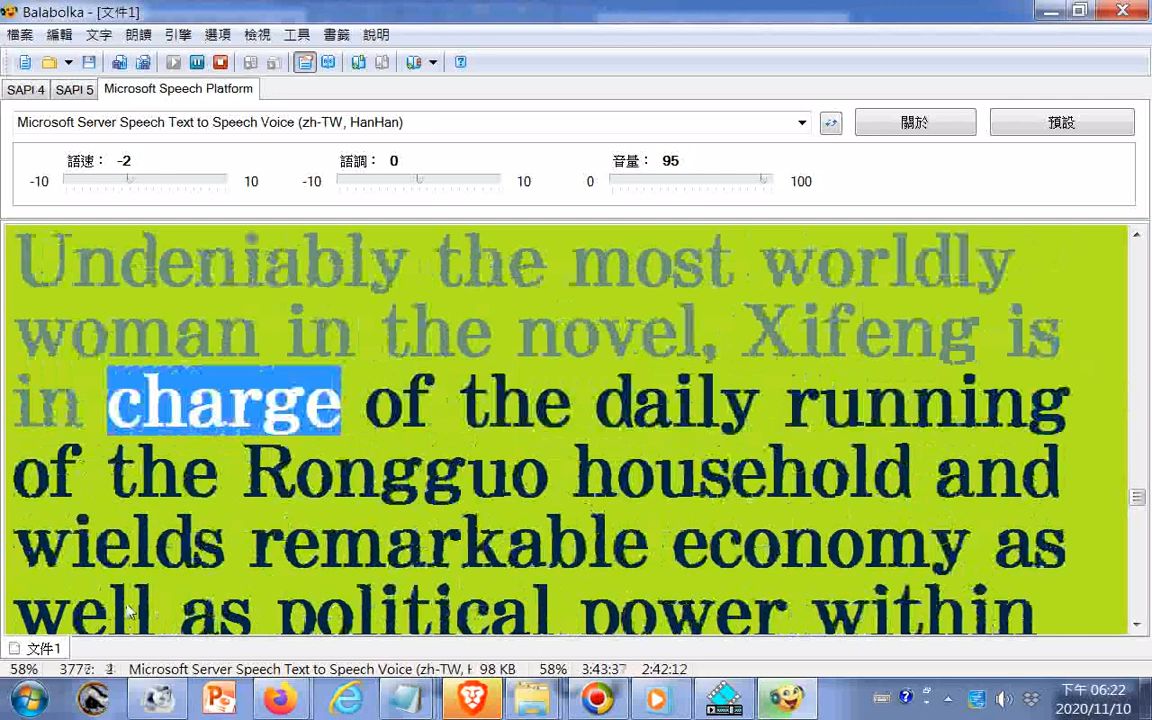 Balabolka - [文件1]
檔案 編輯 文字 朗讀 引擎 選項 檢視 工具 書籤 說明
SAPI 4 SAPI 5 Microsoft Speech Platform
Microsoft Server Speech Text to Speech Voice (zh-TW, HanHan) 關於 預設
語速： -2 語調： 0 音量： 95
-10 10 -10 10 0 100
Undeniably the most worldly
woman in the novel, Xifeng is
in charge of the daily running
of the Rongguo household and
wields remarkable economy as
well as political power within
文件1
58% Microsoft Server Speech Text to Speech Voice (zh-TW, 98 KB 58% 3:43:37 2:42:12
下午 06:22
2020/11/10